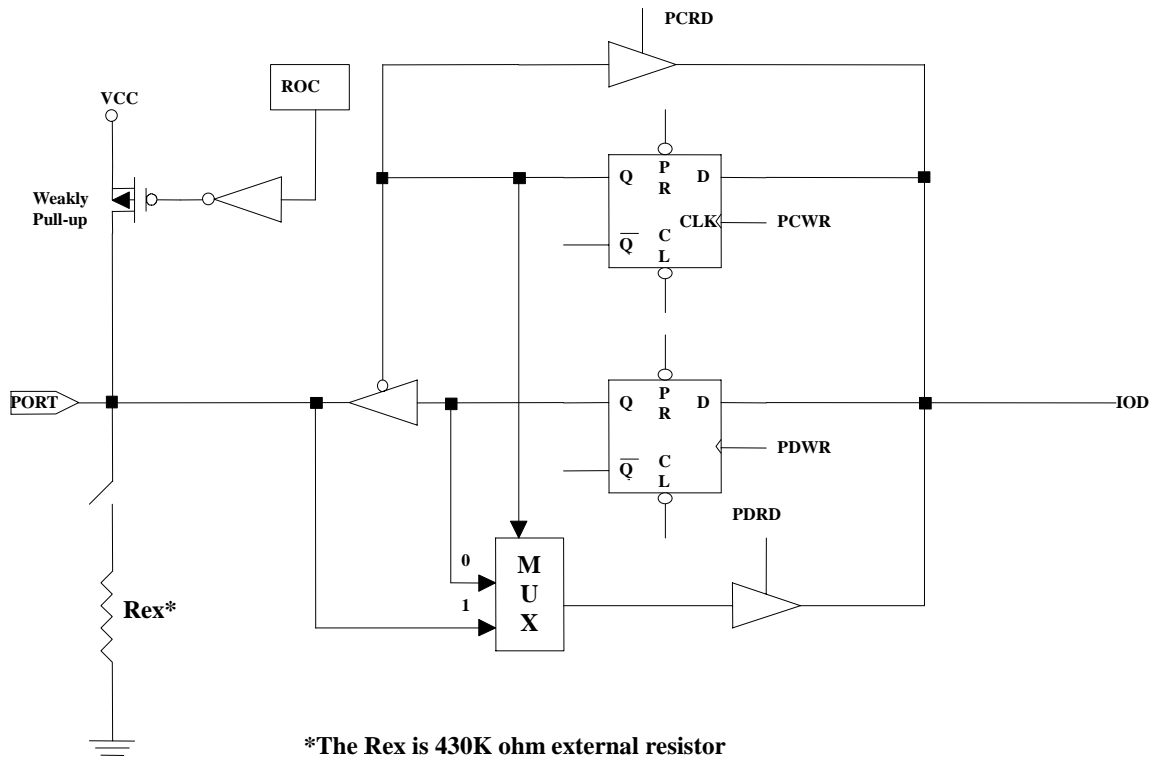 PCRD
ROC
VCC
Weakly
Pull-up
P
R
Q
D
CLK
PCWR
C
L
Q
PORT
P
R
Q
D
IOD
PDWR
C
L
Q
PDRD
0
1
M
U
X
Rex*
*The Rex is 430K ohm external resistor